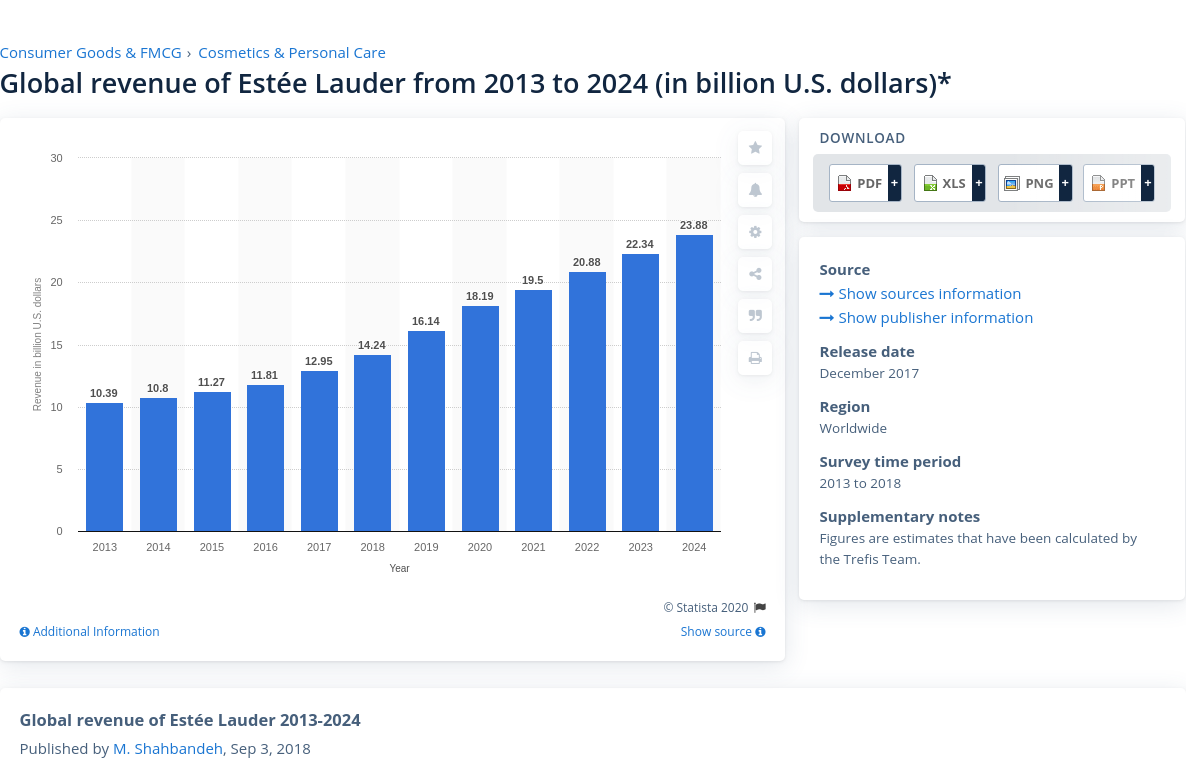 Consumer Goods & FMCG › Cosmetics & Personal Care
Global revenue of Estée Lauder from 2013 to 2024 (in billion U.S. dollars)*
30
25
20
15
10
5
0
Revenue in billion U.S. dollars
10.39
10.8
11.27
11.81
12.95
14.24
16.14
18.19
19.5
20.88
22.34
23.88
2013 2014 2015 2016 2017 2018 2019 2020 2021 2022 2023 2024
Year
© Statista 2020
Additional Information
Show source
DOWNLOAD
PDF + XLS + PNG + PPT +
Source
Show sources information
Show publisher information
Release date
December 2017
Region
Worldwide
Survey time period
2013 to 2018
Supplementary notes
Figures are estimates that have been calculated by
the Trefis Team.
Global revenue of Estée Lauder 2013-2024
Published by M. Shahbandeh, Sep 3, 2018